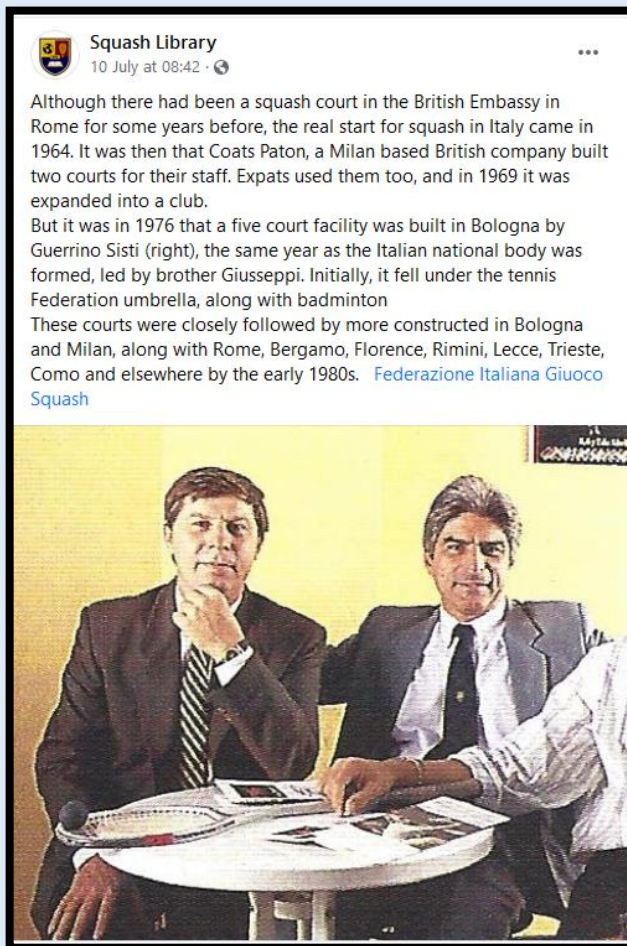 Squash Library
10 July at 08:42 ·
Although there had been a squash court in the British Embassy in
Rome for some years before, the real start for squash in Italy came in
1964. It was then that Coats Paton, a Milan based British company built
two courts for their staff. Expats used them too, and in 1969 it was
expanded into a club.
But it was in 1976 that a five court facility was built in Bologna by
Guerrino Sisti (right), the same year as the Italian national body was
formed, led by brother Giusseppi. Initially, it fell under the tennis
Federation umbrella, along with badminton
These courts were closely followed by more constructed in Bologna
and Milan, along with Rome, Bergamo, Florence, Rimini, Lecce, Trieste,
Como and elsewhere by the early 1980s. Federazione Italiana Giuoco
Squash